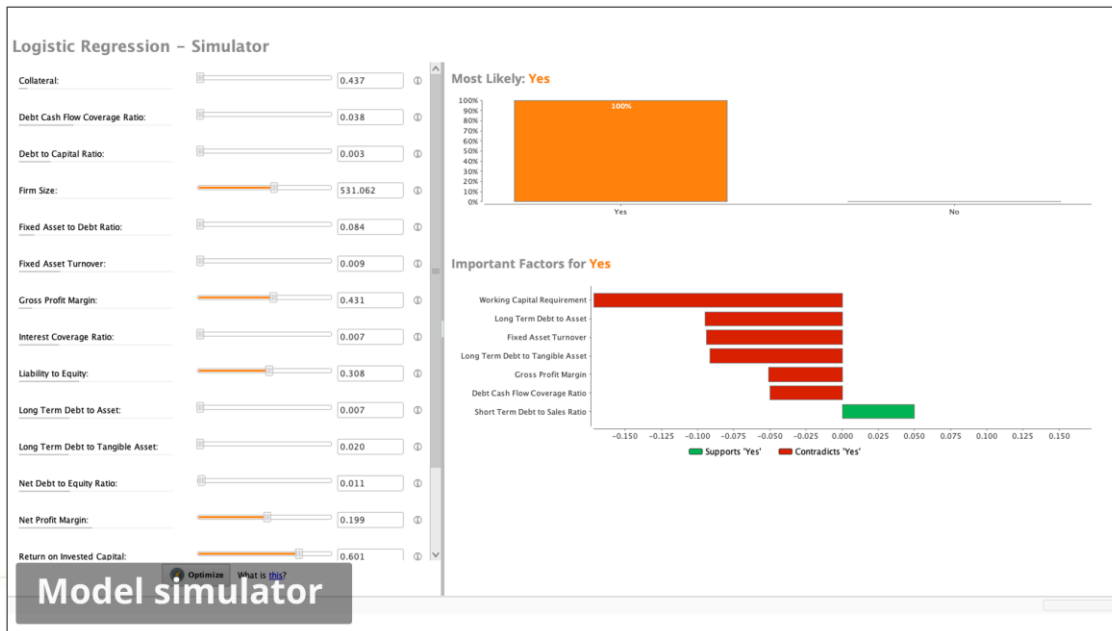 Logistic Regression – Simulator
Collateral: 0.437
Debt Cash Flow Coverage Ratio: 0.038
Debt to Capital Ratio: 0.003
Firm Size: 531.062
Fixed Asset to Debt Ratio: 0.084
Fixed Asset Turnover: 0.009
Gross Profit Margin: 0.431
Interest Coverage Ratio: 0.007
Liability to Equity: 0.308
Long Term Debt to Asset: 0.007
Long Term Debt to Tangible Asset: 0.020
Net Debt to Equity Ratio: 0.011
Net Profit Margin: 0.199
Return on Invested Capital: 0.601
Optimize What is this?
Model simulator
Most Likely: Yes
100%
90%
80%
70%
60%
50%
40%
30%
20%
10%
0%
100%
Yes No
Important Factors for Yes
Working Capital Requirement
Long Term Debt to Asset
Fixed Asset Turnover
Long Term Debt to Tangible Asset
Gross Profit Margin
Debt Cash Flow Coverage Ratio
Short Term Debt to Sales Ratio
-0.150 -0.125 -0.100 -0.075 -0.050 -0.025 0.000 0.025 0.050 0.075 0.100 0.125 0.150
Supports 'Yes' Contradicts 'Yes'